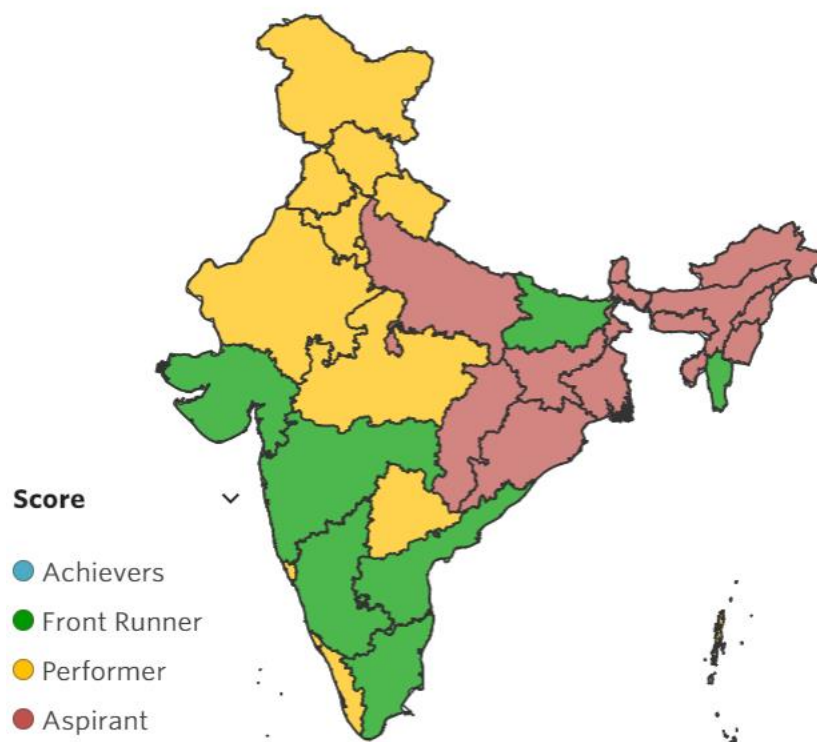 Score
Achievers
Front Runner
Performer
Aspirant